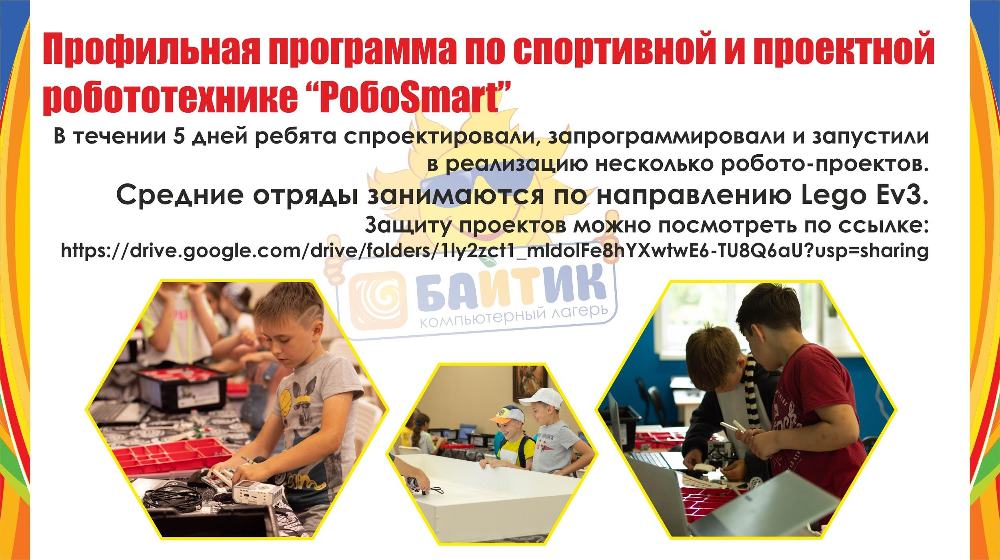 Профильная программа по спортивной и проектной
робототехнике “РобоSmart”
В течении 5 дней ребята спроектировали, запрограммировали и запустили
в реализацию несколько робото-проектов.
Средние отряды занимаются по направлению Lego Ev3.
Защиту проектов можно посмотреть по ссылке:
https://drive.google.com/drive/folders/1ly2zct1_mldolFe8hYXwtwE6-TU8Q6aU?usp=sharing
БАЙТИК
компьютерный лагерь